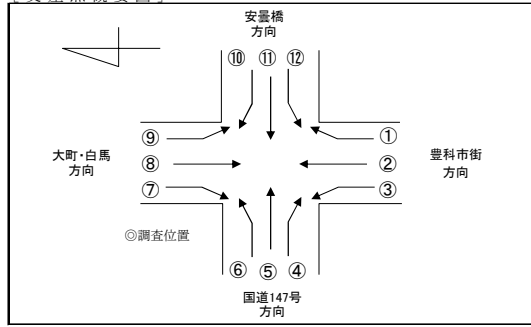 安曇橋
方向
⑩ ⑪ ⑫
⑨ ①
大町・白馬
方向
⑧ ②
豊科市街
方向
⑦ ③
◎調査位置
⑥ ⑤ ④
国道147号
方向